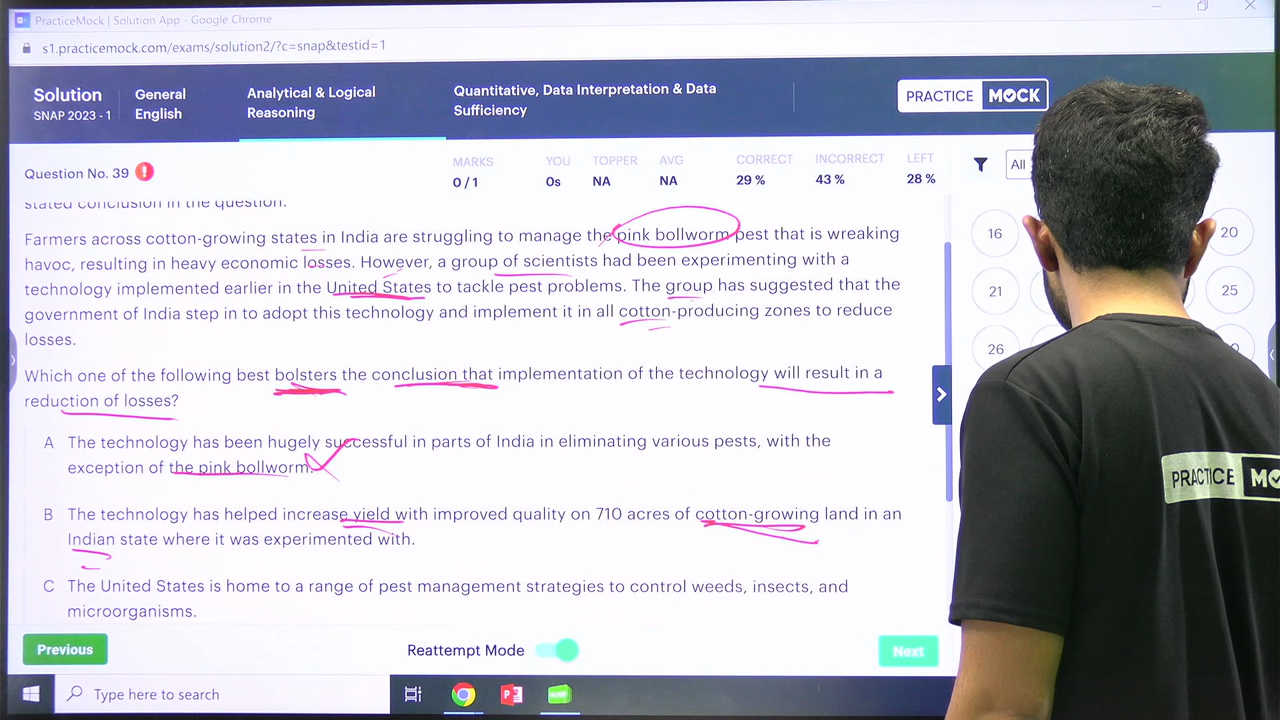 PracticeMock | Solution App - Google Chrome
s1.practicemock.com/exams/solution2/?c=snap&testid=1
Solution
SNAP 2023 - 1
General
English
Analytical & Logical
Reasoning
Quantitative, Data Interpretation & Data
Sufficiency
PRACTICE MOCK
Question No. 39
MARKS YOU TOPPER AVG CORRECT INCORRECT LEFT
0 / 1 0s NA NA 29 % 43 % 28 %
All
stated conclusion in the question.
Farmers across cotton-growing states in India are struggling to manage the pink bollworm pest that is wreaking
havoc, resulting in heavy economic losses. However, a group of scientists had been experimenting with a
technology implemented earlier in the United States to tackle pest problems. The group has suggested that the
government of India step in to adopt this technology and implement it in all cotton-producing zones to reduce
losses.
Which one of the following best bolsters the conclusion that implementation of the technology will result in a
reduction of losses?
A The technology has been hugely successful in parts of India in eliminating various pests, with the
exception of the pink bollworm.
B The technology has helped increase yield with improved quality on 710 acres of cotton-growing land in an
Indian state where it was experimented with.
C The United States is home to a range of pest management strategies to control weeds, insects, and
microorganisms.
16 20
21 25
26
Previous
Reattempt Mode
Next
Type here to search
PRACTICE